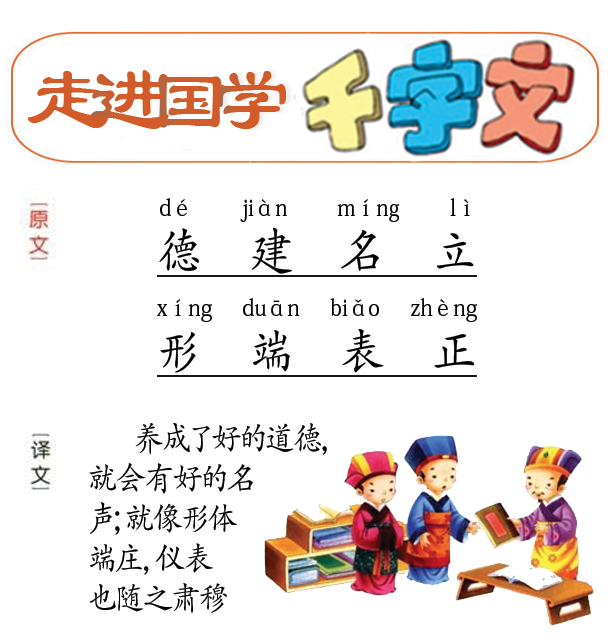 走进国学 千字文
原文
dé jiàn míng lì
德 建 名 立
xíng duān biǎo zhèng
形 端 表 正
译文
养成了好的道德，
就会有好的名
声；就像形体
端庄，仪表
也随之肃穆